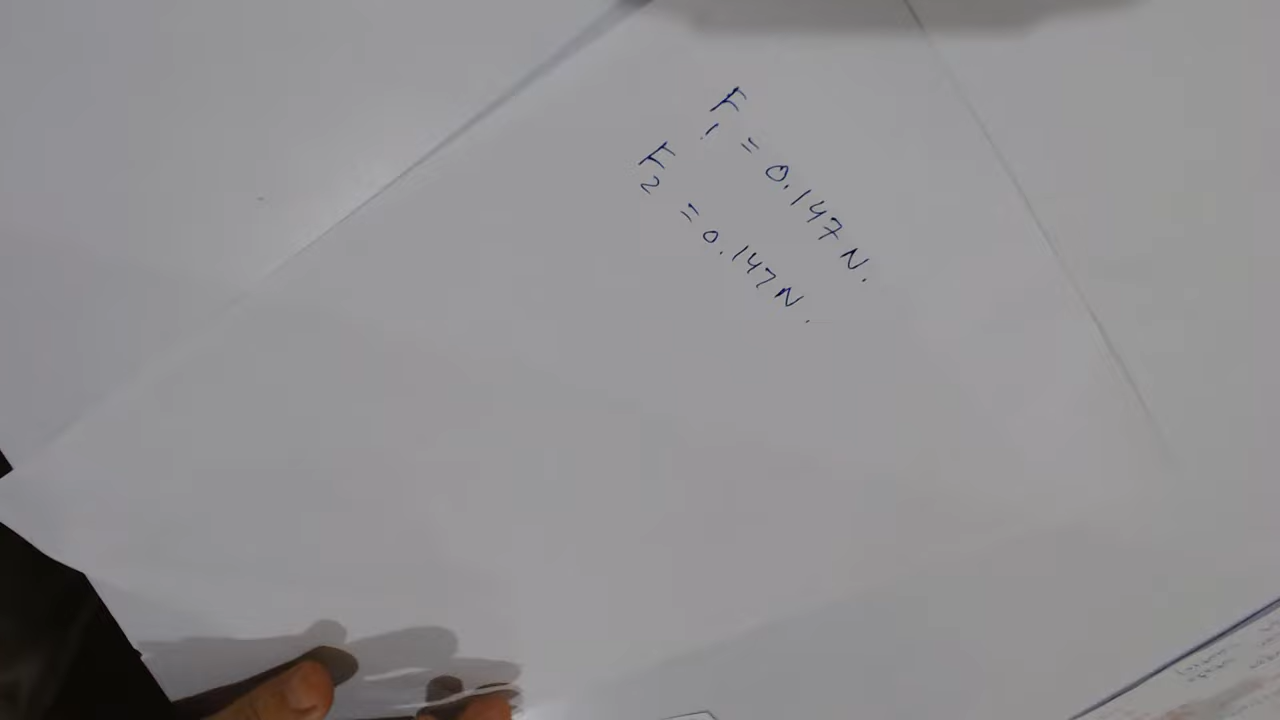 F₁ = 0.147 N.
F₂ = 0.147 N.